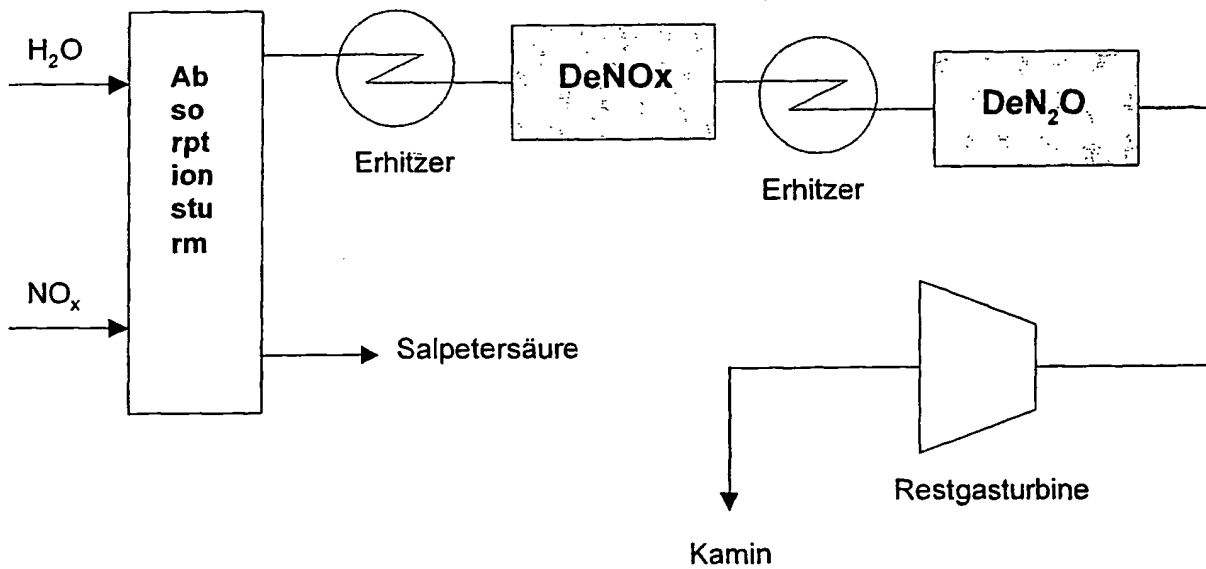 H₂O
Ab
so
rpt
ion
stu
rm
NOₓ
Salpetersäure
Erhitzer
DeNOx
Erhitzer
DeN₂O
Restgasturbine
Kamin